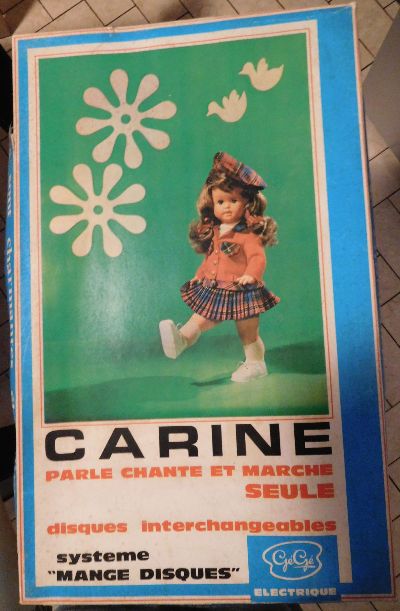 CARINE
PARLE CHANTE ET MARCHE
SEULE
disques interchangeables
systeme
"MANGE DISQUES"
GéGé
ELECTRIQUE